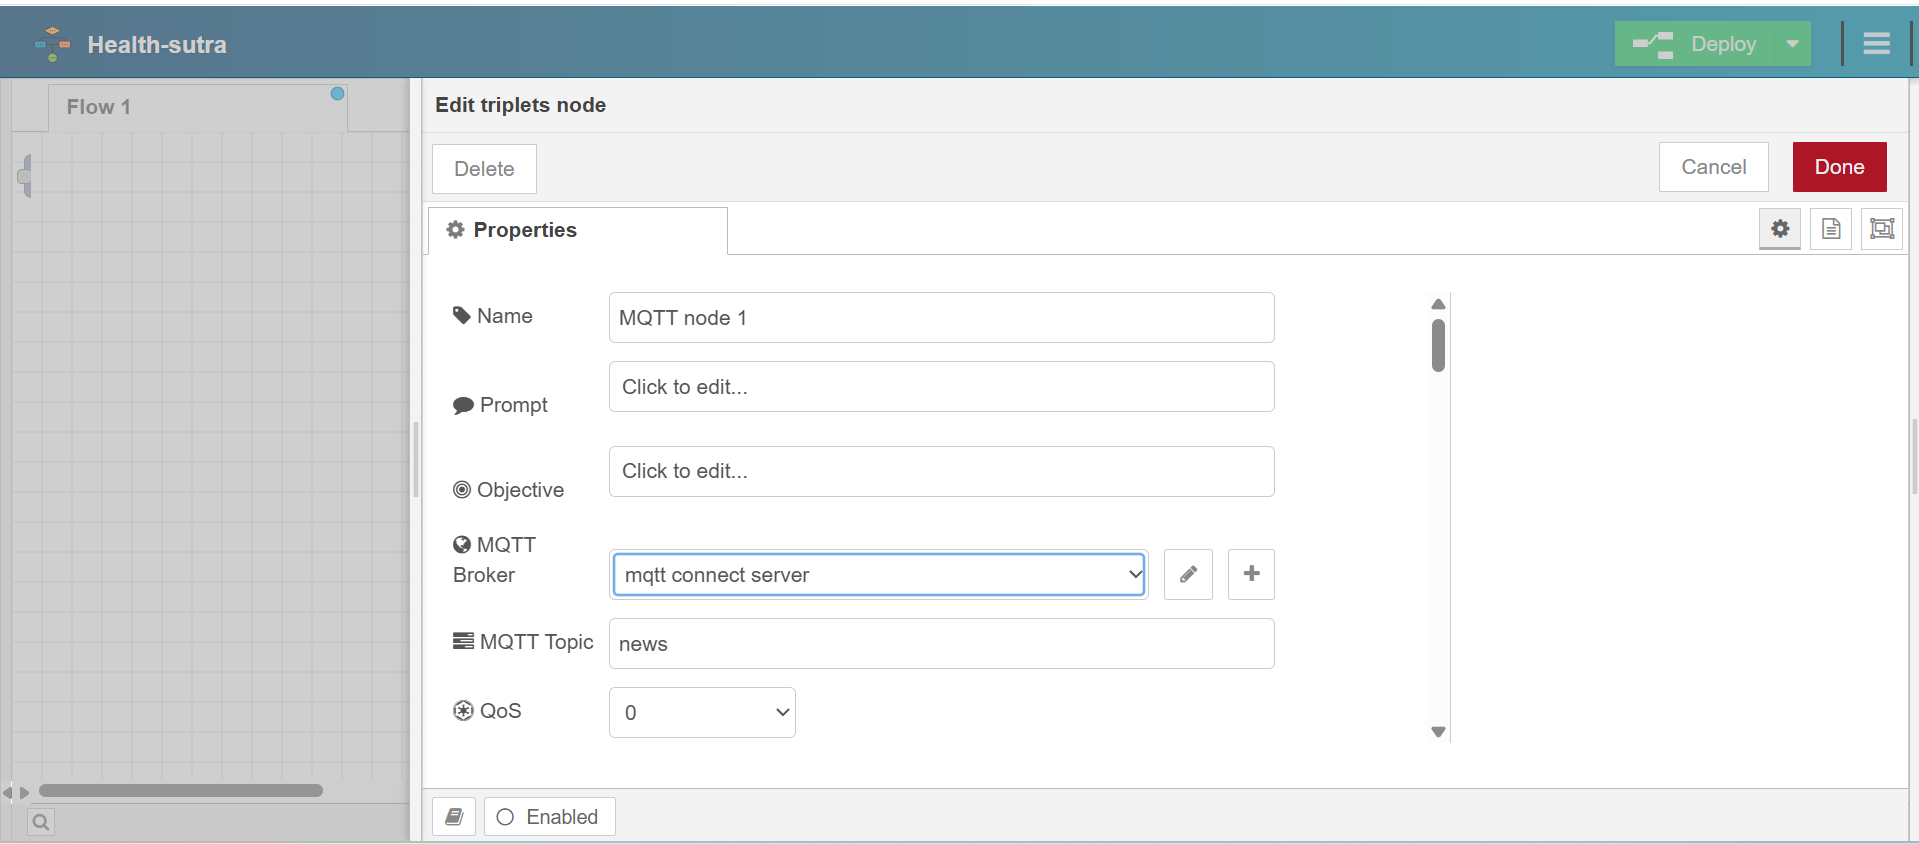 Health-sutra
Deploy
Flow 1
Edit triplets node
Delete
Cancel
Done
Properties
Name
MQTT node 1
Prompt
Click to edit...
Objective
Click to edit...
MQTT
Broker
mqtt connect server
MQTT Topic
news
QoS
0
Enabled